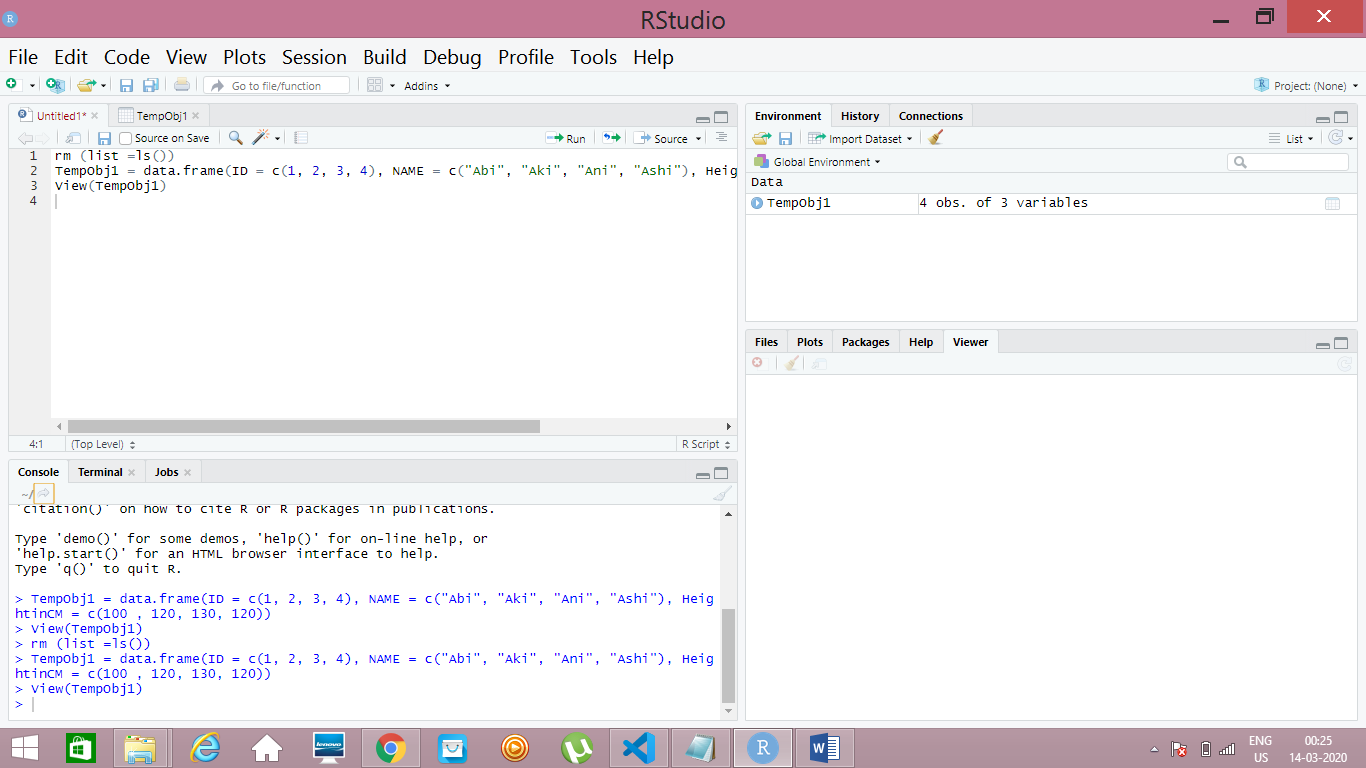 RStudio
File Edit Code View Plots Session Build Debug Profile Tools Help
Go to file/function Addins Project: (None)
Untitled1* TempObj1
Source on Save Run Source
1 rm (list =ls())
2 TempObj1 = data.frame(ID = c(1, 2, 3, 4), NAME = c("Abi", "Aki", "Ani", "Ashi"), Heig
3 View(TempObj1)
4
4:1 (Top Level) R Script
Console Terminal Jobs
~/
'citation()' on how to cite R or R packages in publications.
Type 'demo()' for some demos, 'help()' for on-line help, or
'help.start()' for an HTML browser interface to help.
Type 'q()' to quit R.
> TempObj1 = data.frame(ID = c(1, 2, 3, 4), NAME = c("Abi", "Aki", "Ani", "Ashi"), Heig
htinCM = c(100 , 120, 130, 120))
> View(TempObj1)
> rm (list =ls())
> TempObj1 = data.frame(ID = c(1, 2, 3, 4), NAME = c("Abi", "Aki", "Ani", "Ashi"), Heig
htinCM = c(100 , 120, 130, 120))
> View(TempObj1)
>
Environment History Connections
Import Dataset List
Global Environment
Data
TempObj1 4 obs. of 3 variables
Files Plots Packages Help Viewer
lenovo
ENG 00:25
US 14-03-2020